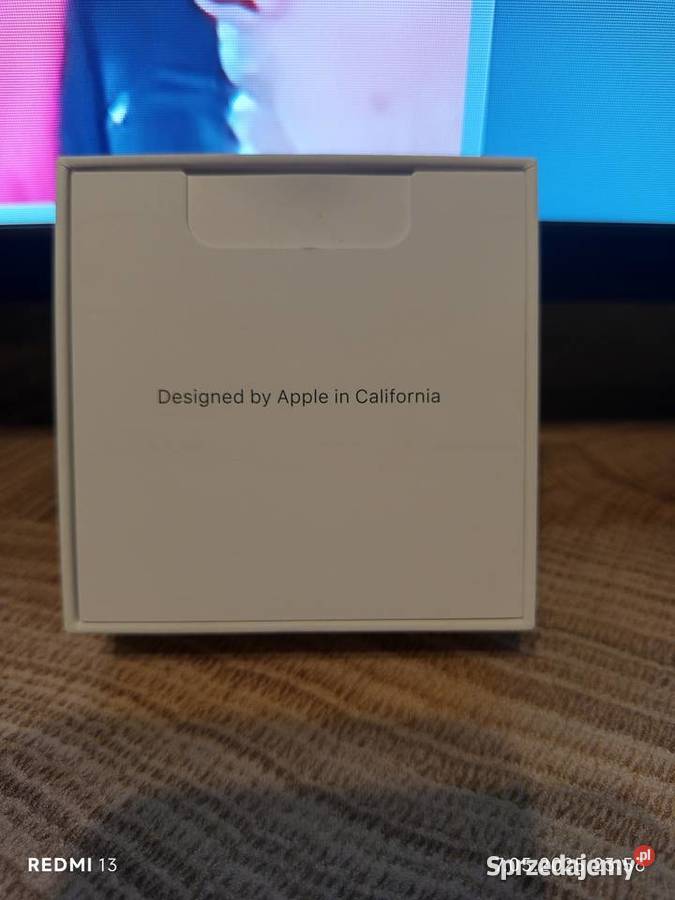 Designed by Apple in California
REDMI 13
Sprzedajemy.pl